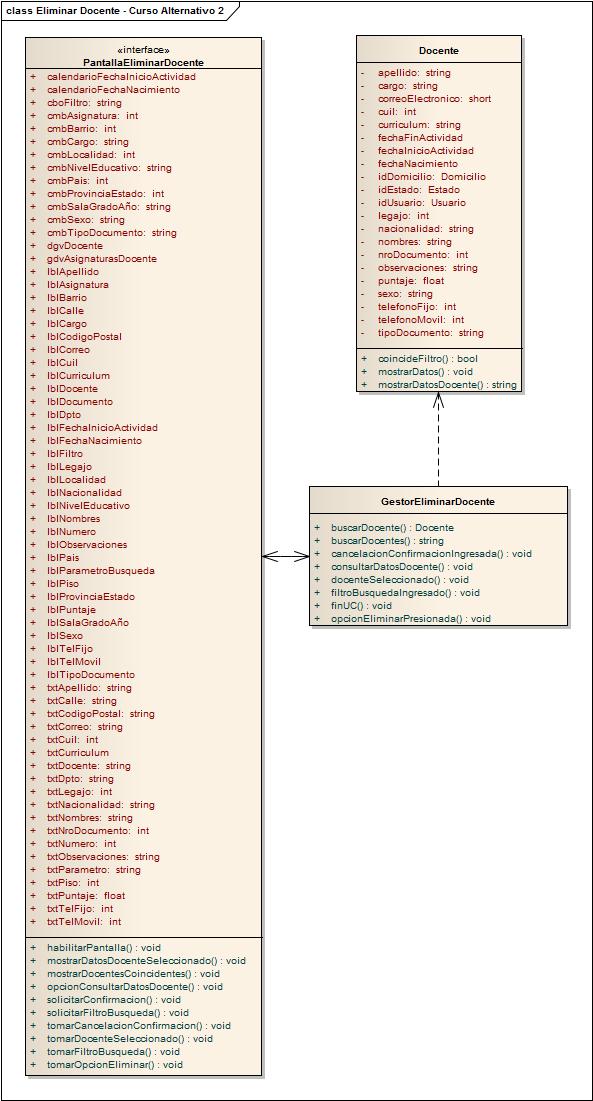 class Eliminar Docente - Curso Alternativo 2
«interface»
PantallaEliminarDocente
+ calendarioFechaInicioActividad
+ calendarioFechaNacimiento
+ cboFiltro: string
+ cmbAsignatura: int
+ cmbBarrio: int
+ cmbCargo: string
+ cmbLocalidad: int
+ cmbNivelEducativo: string
+ cmbPais: int
+ cmbProvinciaEstado: int
+ cmbSalaGradoAño: string
+ cmbSexo: string
+ cmbTipoDocumento: string
+ dgvDocente
+ gdvAsignaturasDocente
+ lblApellido
+ lblAsignatura
+ lblBarrio
+ lblCalle
+ lblCargo
+ lblCodigoPostal
+ lblCorreo
+ lblCuil
+ lblCurriculum
+ lblDocente
+ lblDocumento
+ lblDpto
+ lblFechaInicioActividad
+ lblFechaNacimiento
+ lblFiltro
+ lblLegajo
+ lblLocalidad
+ lblNacionalidad
+ lblNivelEducativo
+ lblNombres
+ lblNumero
+ lblObservaciones
+ lblPais
+ lblParametroBusqueda
+ lblPiso
+ lblProvinciaEstado
+ lblPuntaje
+ lblSalaGradoAño
+ lblSexo
+ lblTelFijo
+ lblTelMovil
+ lblTipoDocumento
+ txtApellido: string
+ txtCalle: string
+ txtCodigoPostal: string
+ txtCorreo: string
+ txtCuil: int
+ txtCurriculum
+ txtDocente: string
+ txtDpto: string
+ txtLegajo: int
+ txtNacionalidad: string
+ txtNombres: string
+ txtNroDocumento: int
+ txtNumero: int
+ txtObservaciones: string
+ txtParametro: string
+ txtPiso: int
+ txtPuntaje: float
+ txtTelFijo: int
+ txtTelMovil: int
+ habilitarPantalla() : void
+ mostrarDatosDocenteSeleccionado() : void
+ mostrarDocentesCoincidentes() : void
+ opcionConsultarDatosDocente() : void
+ solicitarConfirmacion() : void
+ solicitarFiltroBusqueda() : void
+ tomarCancelacionConfirmacion() : void
+ tomarDocenteSeleccionado() : void
+ tomarFiltroBusqueda() : void
+ tomarOpcionEliminar() : void
Docente
- apellido: string
- cargo: string
- correoElectronico: short
- cuil: int
- curriculum: string
- fechaFinActividad
- fechaInicioActividad
- fechaNacimiento
- idDomicilio: Domicilio
- idEstado: Estado
- idUsuario: Usuario
- legajo: int
- nacionalidad: string
- nombres: string
- nroDocumento: int
- observaciones: string
- puntaje: float
- sexo: string
- telefonoFijo: int
- telefonoMovil: int
- tipoDocumento: string
+ coincideFiltro() : bool
+ mostrarDatos() : void
+ mostrarDatosDocente() : string
GestorEliminarDocente
+ buscarDocente() : Docente
+ buscarDocentes() : string
+ cancelacionConfirmacionIngresada() : void
+ consultarDatosDocente() : void
+ docenteSeleccionado() : void
+ filtroBusquedaIngresado() : void
+ finUC() : void
+ opcionEliminarPresionada() : void